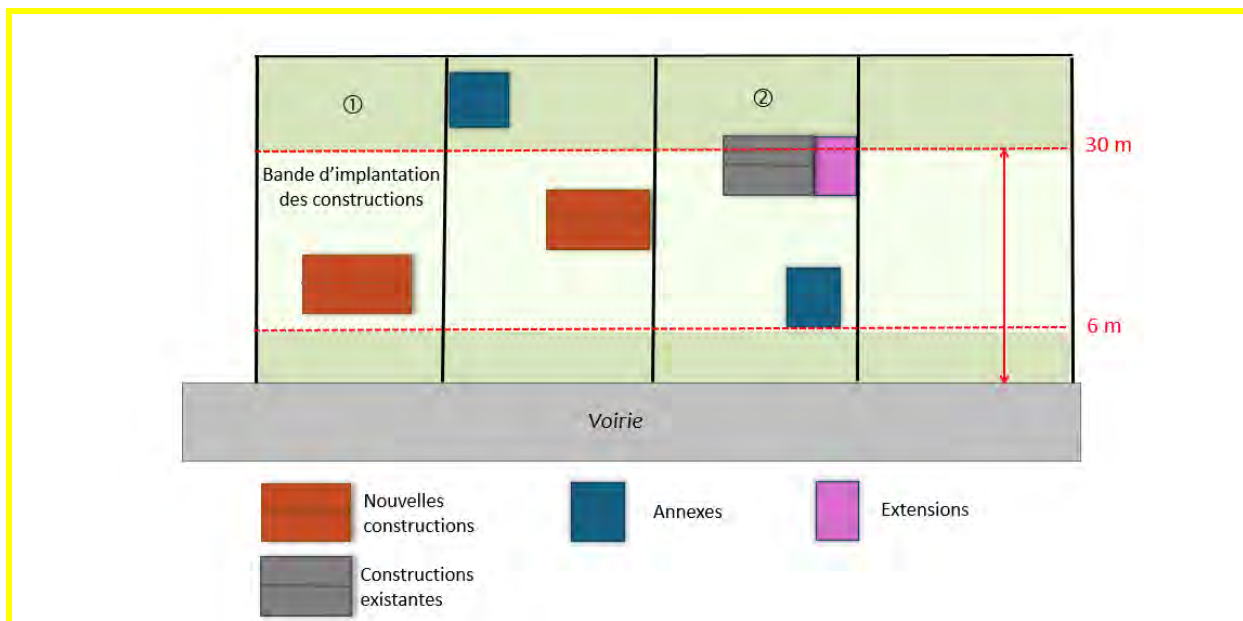 ①
②
30 m
Bande d’implantation
des constructions
6 m
Voirie
Nouvelles
constructions
Annexes
Extensions
Constructions
existantes